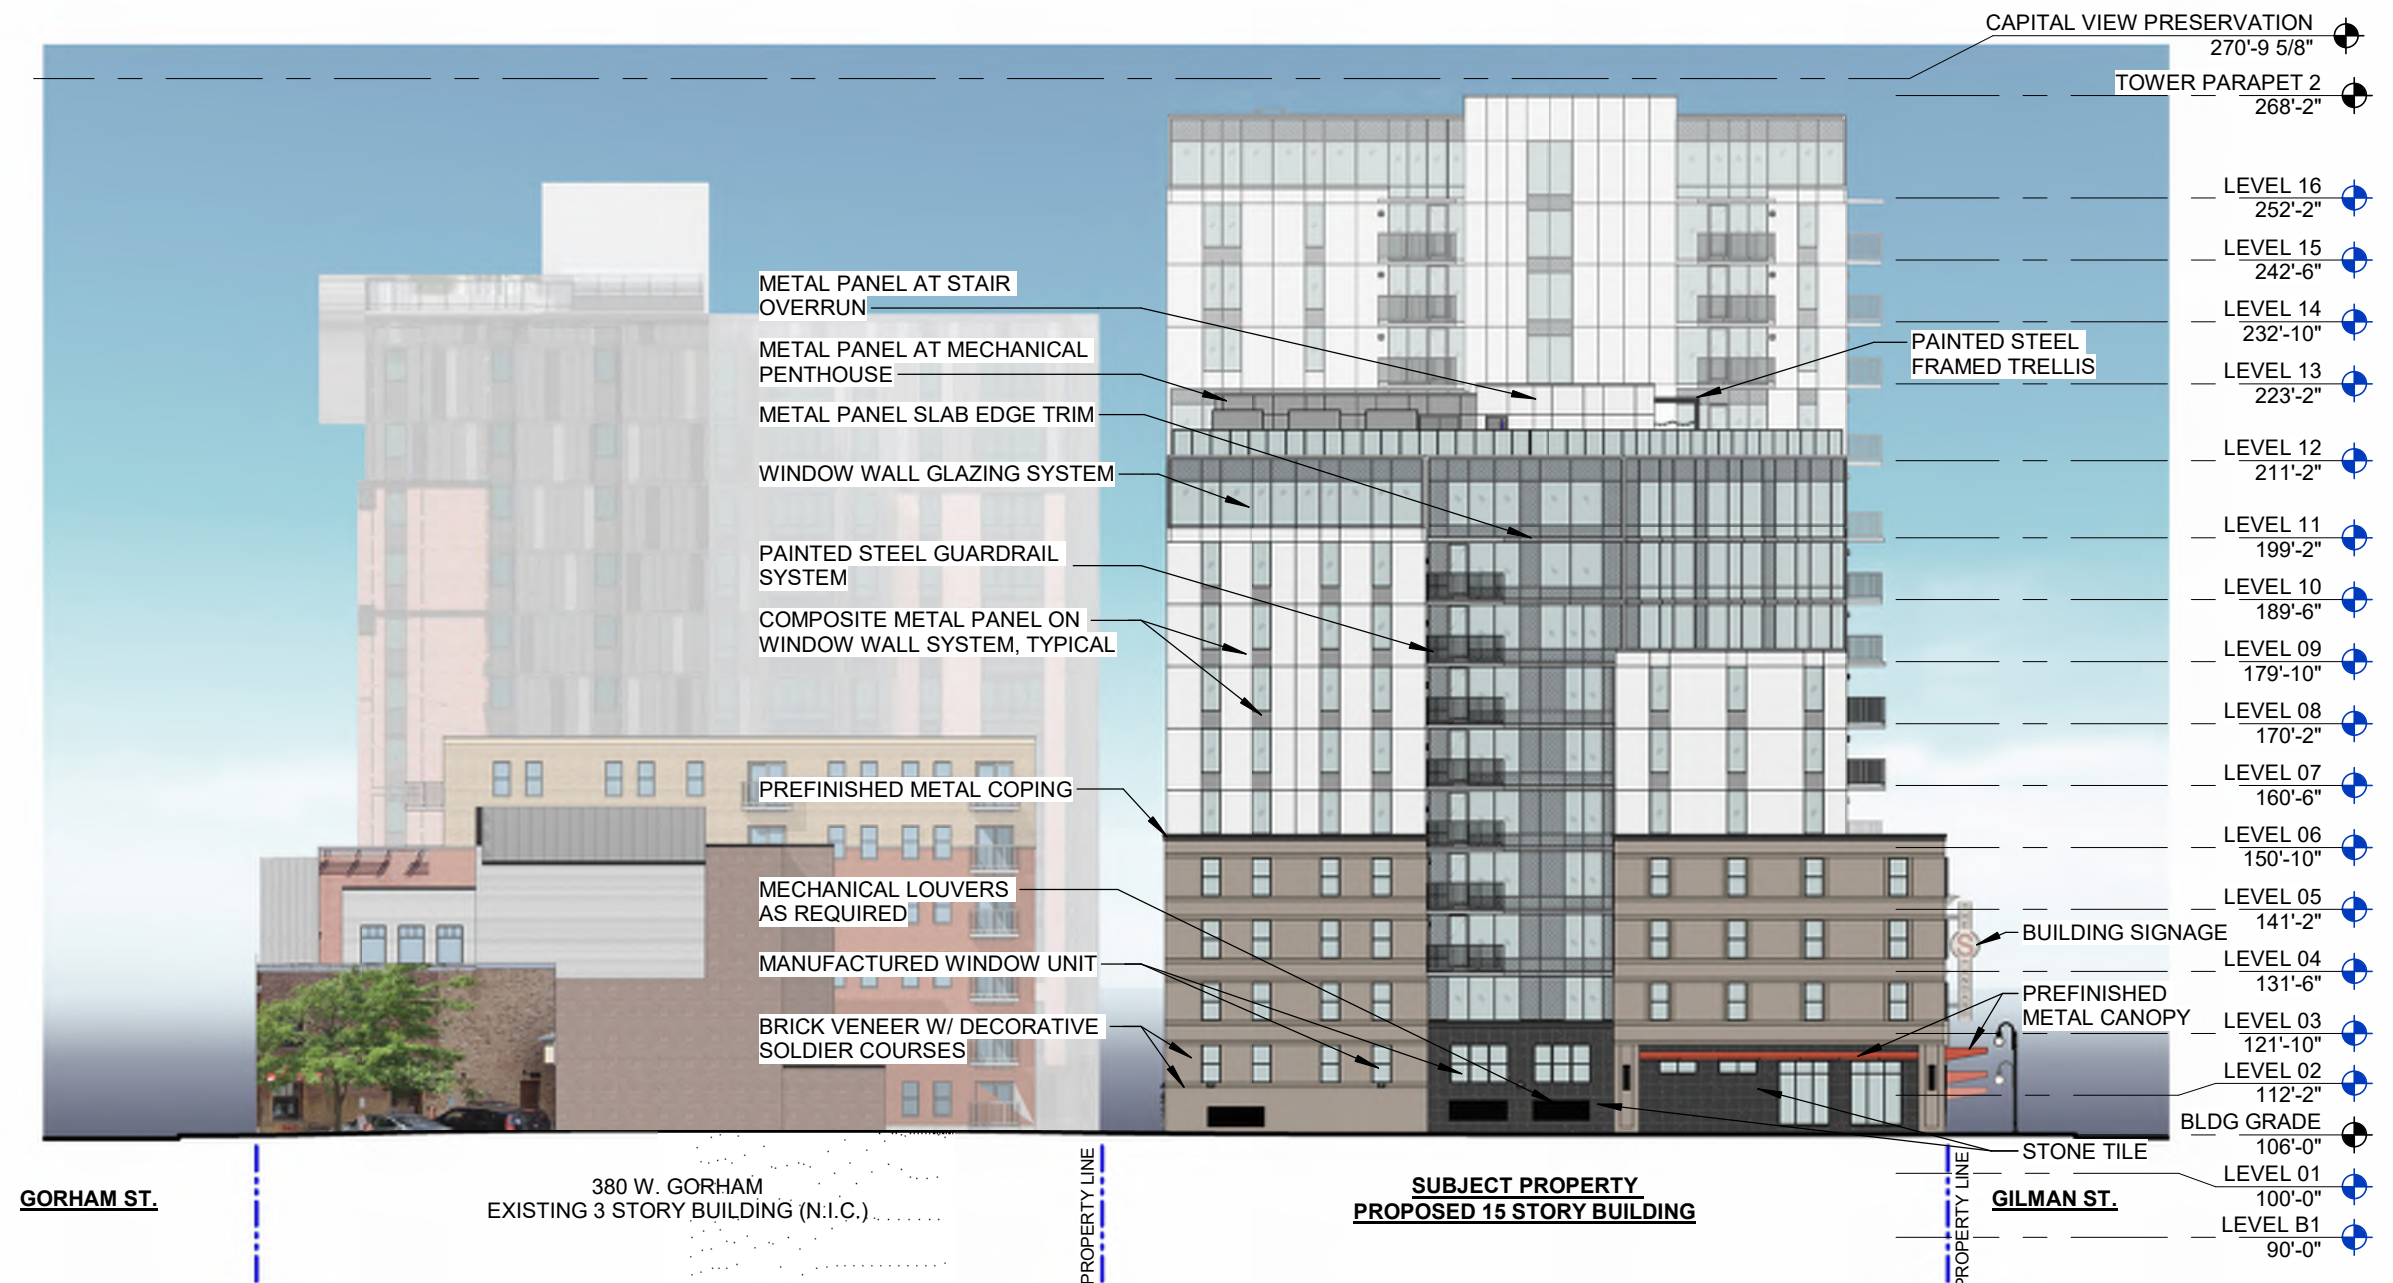 CAPITAL VIEW PRESERVATION
270'-9 5/8"
TOWER PARAPET 2
268'-2"
LEVEL 16
252'-2"
LEVEL 15
242'-6"
LEVEL 14
232'-10"
LEVEL 13
223'-2"
LEVEL 12
211'-2"
LEVEL 11
199'-2"
LEVEL 10
189'-6"
LEVEL 09
179'-10"
LEVEL 08
170'-2"
LEVEL 07
160'-6"
LEVEL 06
150'-10"
LEVEL 05
141'-2"
LEVEL 04
131'-6"
LEVEL 03
121'-10"
LEVEL 02
112'-2"
BLDG GRADE
106'-0"
LEVEL 01
100'-0"
LEVEL B1
90'-0"
METAL PANEL AT STAIR
OVERRUN
METAL PANEL AT MECHANICAL
PENTHOUSE
METAL PANEL SLAB EDGE TRIM
WINDOW WALL GLAZING SYSTEM
PAINTED STEEL GUARDRAIL
SYSTEM
COMPOSITE METAL PANEL ON
WINDOW WALL SYSTEM, TYPICAL
PREFINISHED METAL COPING
MECHANICAL LOUVERS
AS REQUIRED
MANUFACTURED WINDOW UNIT
BRICK VENEER W/ DECORATIVE
SOLDIER COURSES
PAINTED STEEL
FRAMED TRELLIS
BUILDING SIGNAGE
S
PREFINISHED
METAL CANOPY
STONE TILE
GORHAM ST.
380 W. GORHAM
EXISTING 3 STORY BUILDING (N.I.C.)
PROPERTY LINE
SUBJECT PROPERTY
PROPOSED 15 STORY BUILDING
PROPERTY LINE
GILMAN ST.